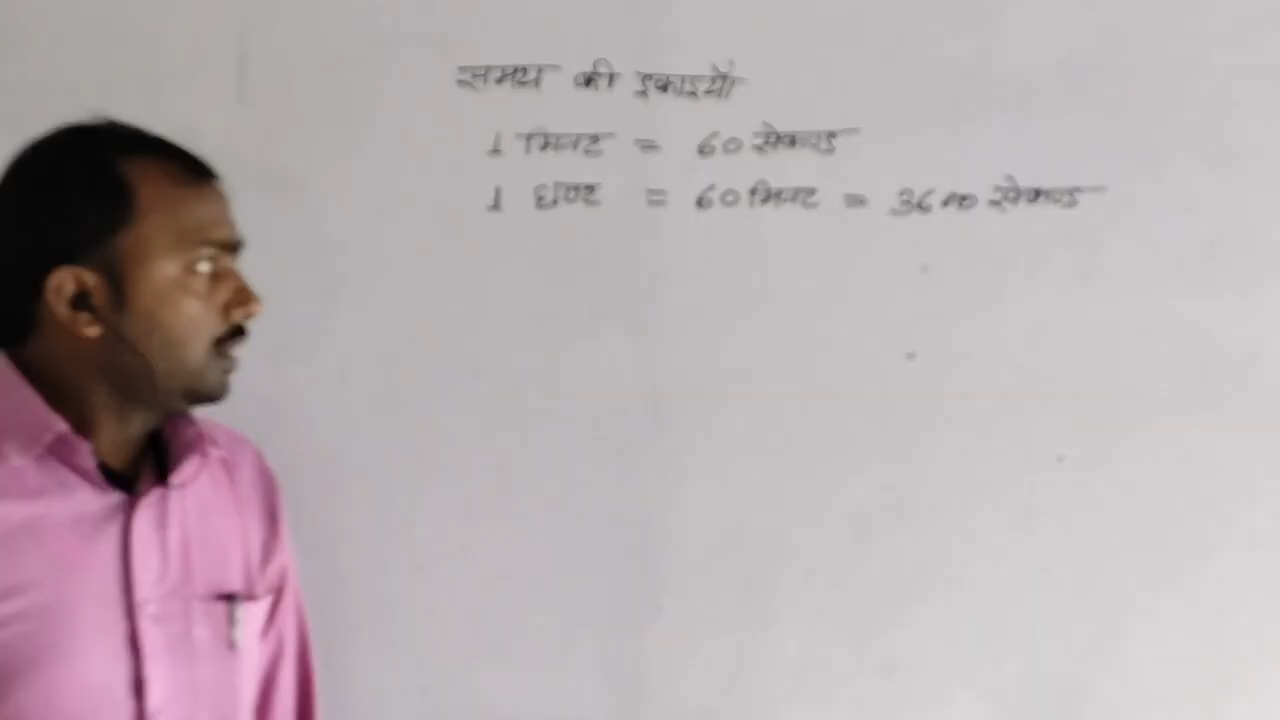 समय की इकाइयाँ
1 मिनट = 60 सेकण्ड
1 घण्टा = 60 मिनट = 3600 सेकण्ड